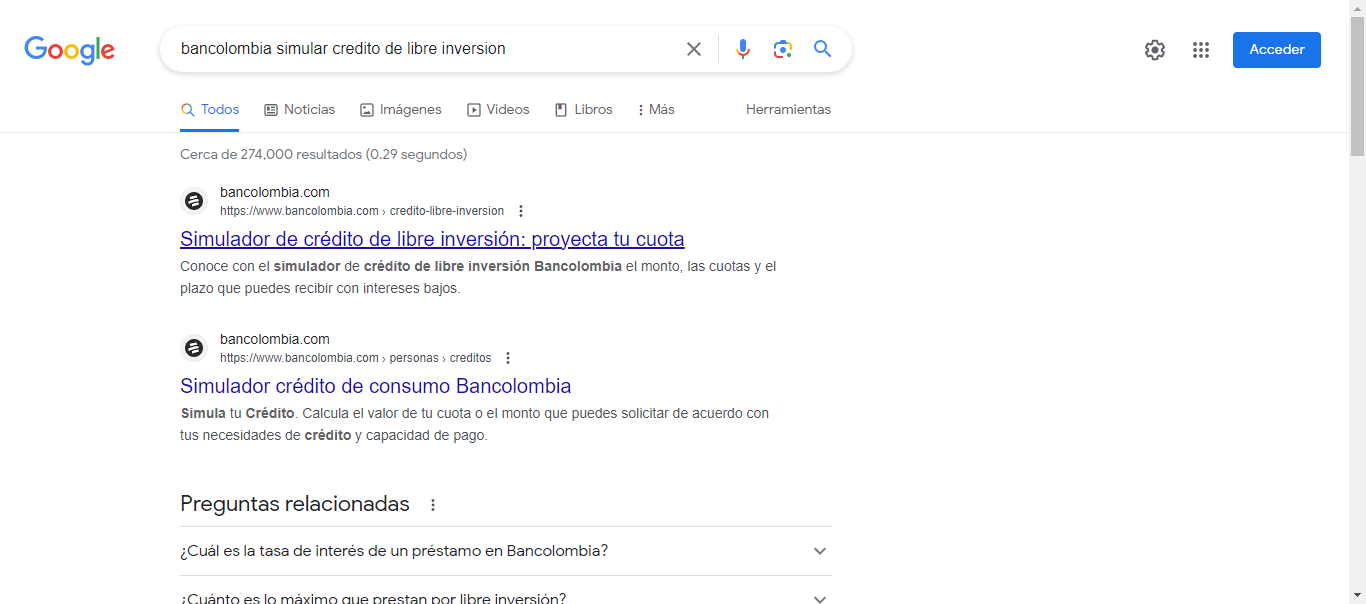 Google
bancolombia simular credito de libre inversion
Acceder
Todos
Noticias
Imágenes
Videos
Libros
Más
Herramientas
Cerca de 274,000 resultados (0.29 segundos)
bancolombia.com
https://www.bancolombia.com › credito-libre-inversion
Simulador de crédito de libre inversión: proyecta tu cuota
Conoce con el simulador de crédito de libre inversión Bancolombia el monto, las cuotas y el
plazo que puedes recibir con intereses bajos.
bancolombia.com
https://www.bancolombia.com › personas › creditos
Simulador crédito de consumo Bancolombia
Simula tu Crédito. Calcula el valor de tu cuota o el monto que puedes solicitar de acuerdo con
tus necesidades de crédito y capacidad de pago.
Preguntas relacionadas
¿Cuál es la tasa de interés de un préstamo en Bancolombia?
¿Cuánto es lo máximo que prestan por libre inversión?